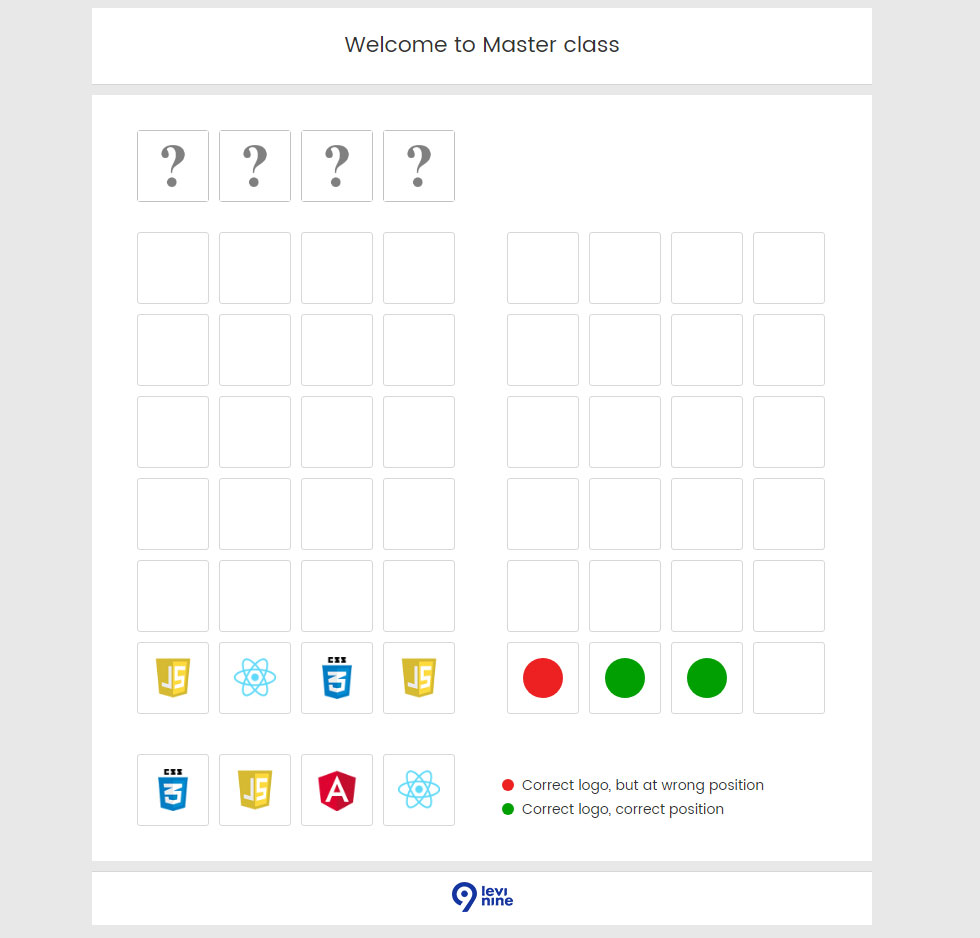 Welcome to Master class
? ? ? ?
JS CSS 3 JS
CSS 3 JS A
Correct logo, but at wrong position
Correct logo, correct position
9 levi
nine